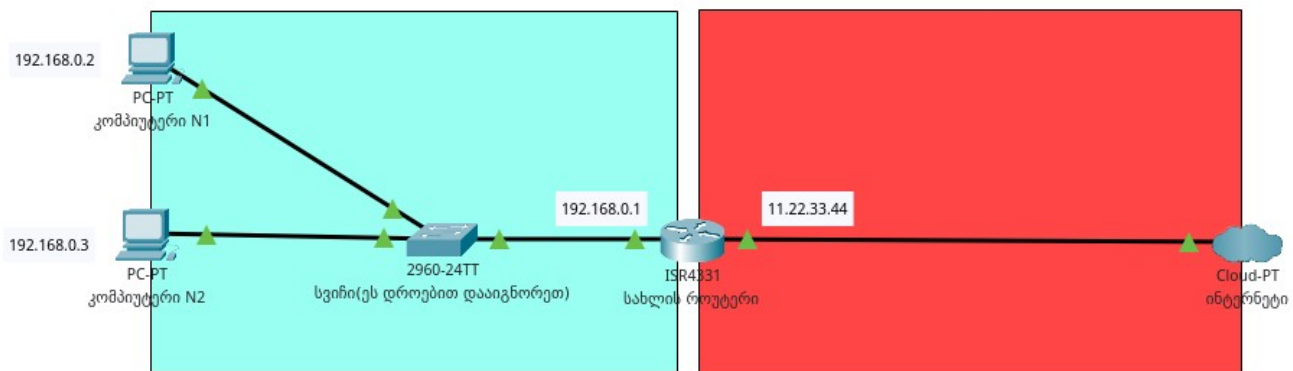 192.168.0.2
PC-PT
კომპიუტერი N1
192.168.0.3
PC-PT
კომპიუტერი N2
2960-24TT
სვიჩი(ეს დროებით დააიგნორეთ)
192.168.0.1
ISR4331
სახლის როუტერი
11.22.33.44
Cloud-PT
ინტერნეტი